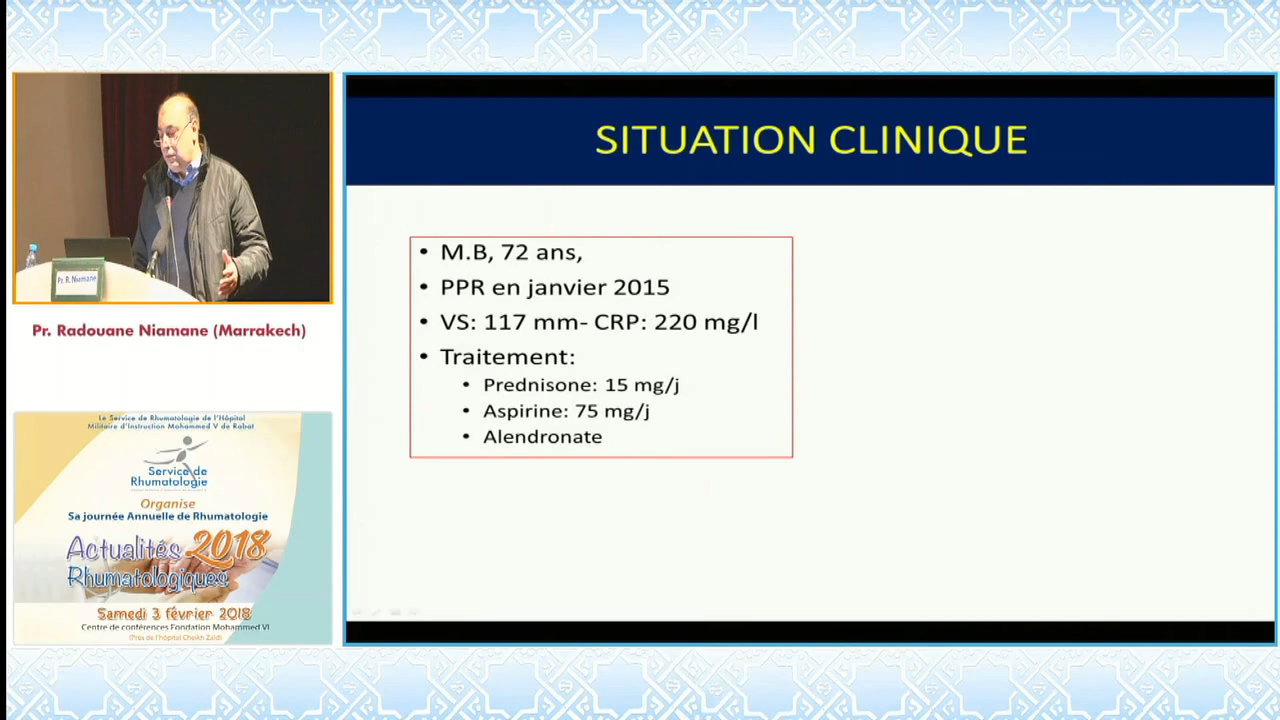 SITUATION CLINIQUE
• M.B, 72 ans,
• PPR en janvier 2015
• VS: 117 mm- CRP: 220 mg/l
• Traitement:
• Prednisone: 15 mg/j
• Aspirine: 75 mg/j
• Alendronate
Pr. R. Niamane
Pr. Radouane Niamane (Marrakech)
Le Service de Rhumatologie de l'Hôpital
Militaire d'Instruction Mohammed V de Rabat
Service de
Rhumatologie
Organise
Sa journée Annuelle de Rhumatologie
Actualités 2018
Rhumatologiques
Samedi 3 février 2018
Centre de conférences Fondation Mohammed VI
(Près de l'hôpital Cheikh Zaïd)